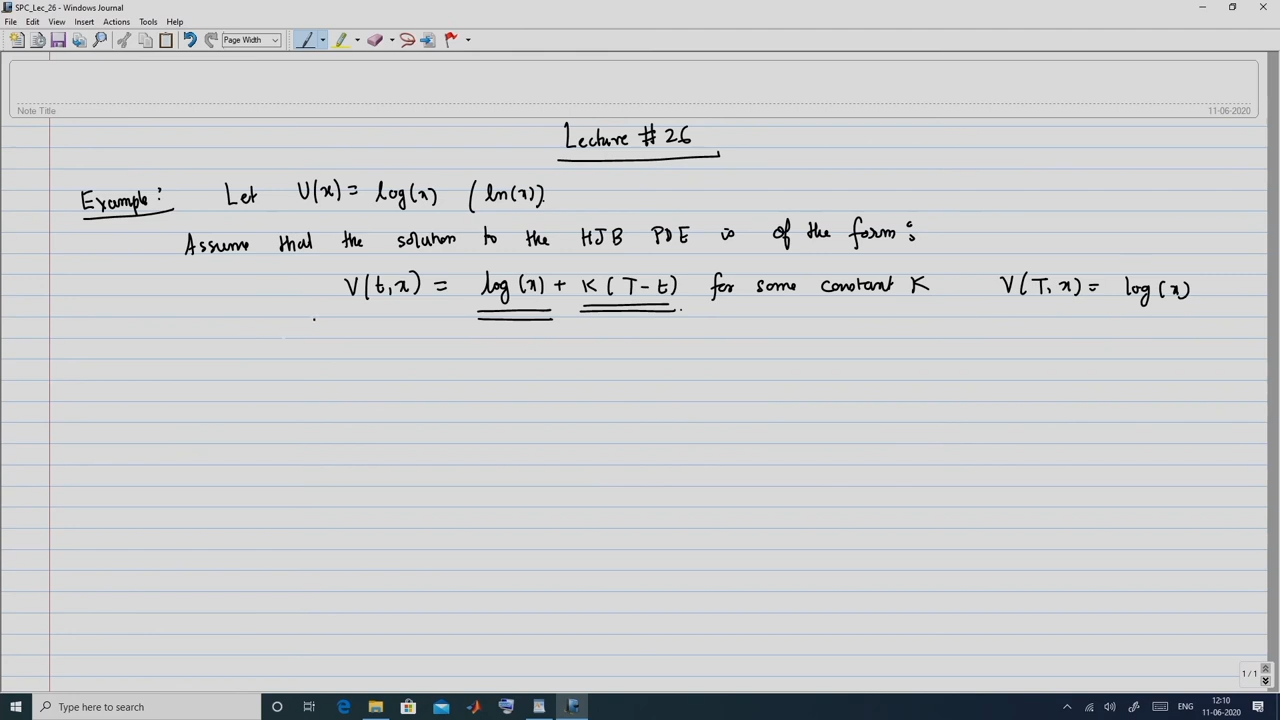 SPC_Lec_26 - Windows Journal
File Edit View Insert Actions Tools Help
Page Width
Note Title
11-06-2020
Lecture # 26
Example: Let U(x) = log(x) (ln(x)).
Assume that the solution to the HJB PDE is of the form:
V(t,x) = log(x) + K(T-t) for some constant K V(T,x) = log(x)
1/1
Type here to search
ENG
12:10
11-06-2020